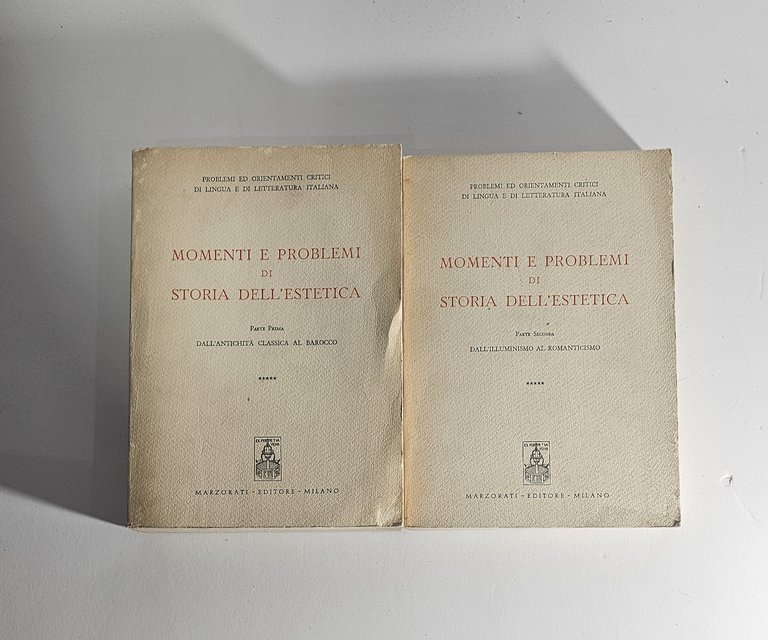 PROBLEMI ED ORIENTAMENTI CRITICI
DI LINGUA E DI LETTERATURA ITALIANA
MOMENTI E PROBLEMI
DI
STORIA DELL'ESTETICA
PARTE PRIMA
DALL'ANTICHITÀ CLASSICA AL BAROCCO
*****
MARZORATI - EDITORE - MILANO
PROBLEMI ED ORIENTAMENTI CRITICI
DI LINGUA E DI LETTERATURA ITALIANA
MOMENTI E PROBLEMI
DI
STORIA DELL'ESTETICA
PARTE SECONDA
DALL'ILLUMINISMO AL ROMANTICISMO
*****
MARZORATI - EDITORE - MILANO